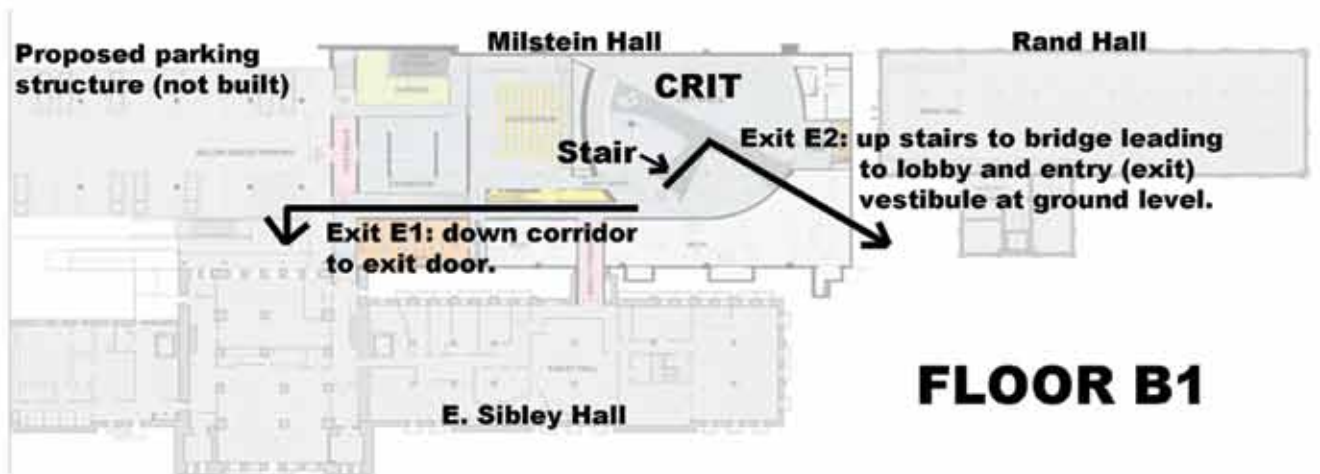 Proposed parking
structure (not built)
Milstein Hall
Rand Hall
CRIT
Stair
Exit E2: up stairs to bridge leading
to lobby and entry (exit)
vestibule at ground level.
Exit E1: down corridor
to exit door.
E. Sibley Hall
FLOOR B1